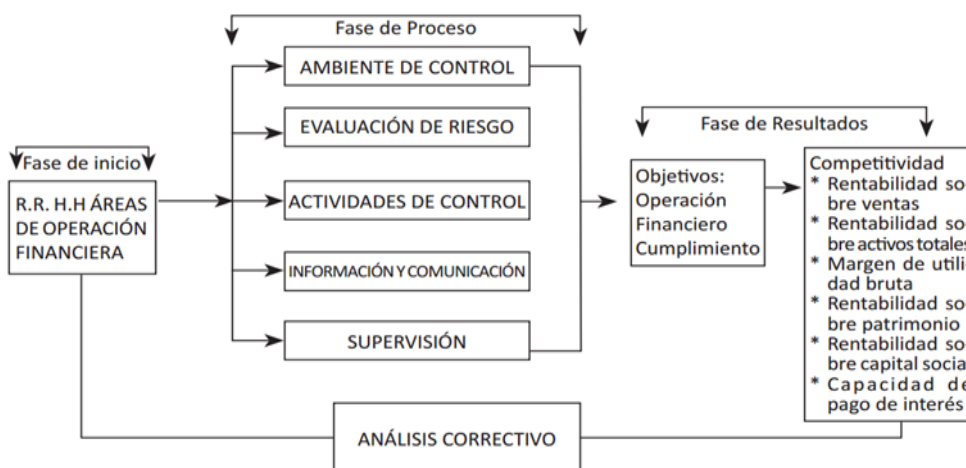 Fase de Proceso
AMBIENTE DE CONTROL
EVALUACIÓN DE RIESGO
ACTIVIDADES DE CONTROL
INFORMACIÓN Y COMUNICACIÓN
SUPERVISIÓN
Fase de inicio
R.R. H.H ÁREAS
DE OPERACIÓN
FINANCIERA
Fase de Resultados
Objetivos:
Operación
Financiero
Cumplimiento
Competitividad
* Rentabilidad so-
bre ventas
* Rentabilidad so-
bre activos totales
* Margen de utili-
dad bruta
* Rentabilidad so-
bre patrimonio
* Rentabilidad so-
bre capital social
* Capacidad de
pago de interés
ANÁLISIS CORRECTIVO